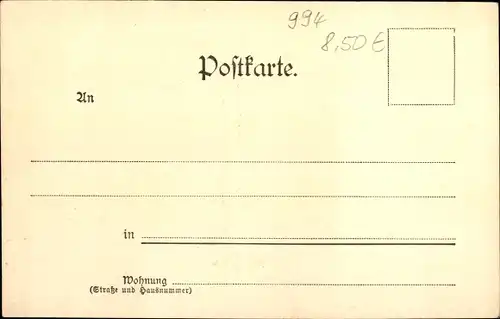 994
8,50 €
Postkarte.
An
in
Wohnung
(Straße und Hausnummer)